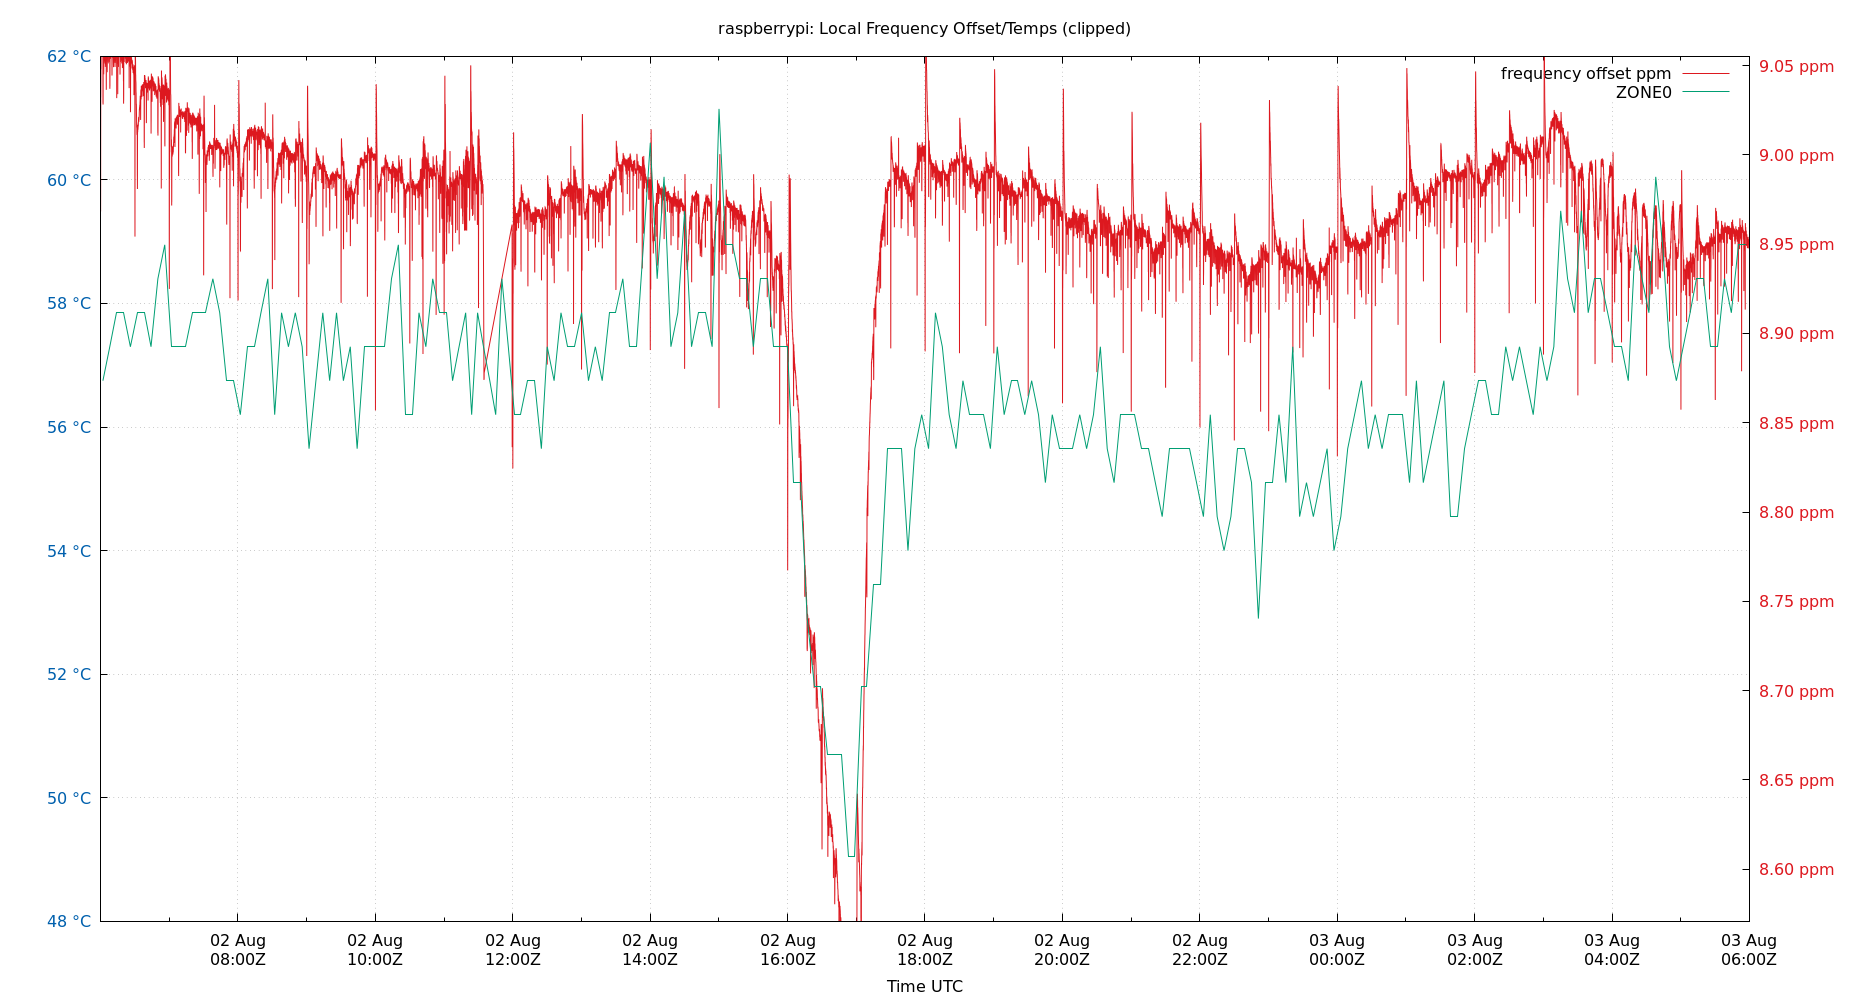 raspberrypi: Local Frequency Offset/Temps (clipped)
62 °C
60 °C
58 °C
56 °C
54 °C
52 °C
50 °C
48 °C
frequency offset ppm
ZONE0
9.05 ppm
9.00 ppm
8.95 ppm
8.90 ppm
8.85 ppm
8.80 ppm
8.75 ppm
8.70 ppm
8.65 ppm
8.60 ppm
02 Aug 02 Aug 02 Aug 02 Aug 02 Aug 02 Aug 02 Aug 02 Aug 03 Aug 03 Aug 03 Aug 03 Aug
08:00Z 10:00Z 12:00Z 14:00Z 16:00Z 18:00Z 20:00Z 22:00Z 00:00Z 02:00Z 04:00Z 06:00Z
Time UTC